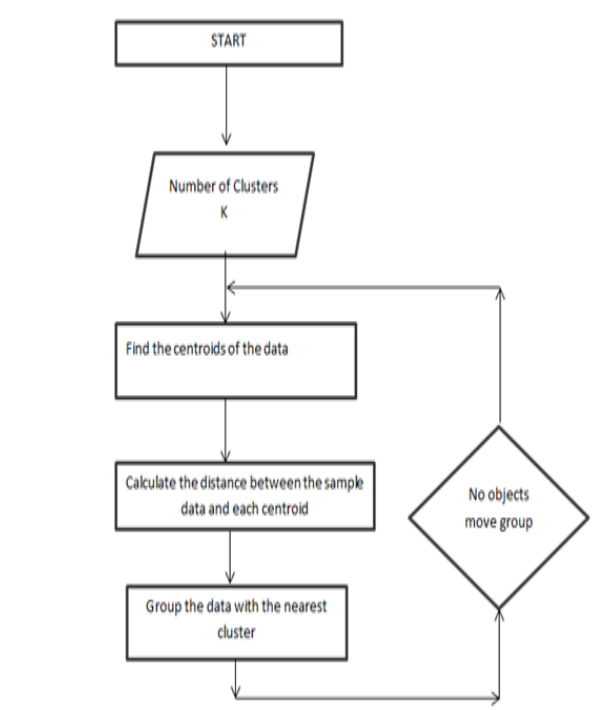 START
Number of Clusters
K
Find the centroids of the data
Calculate the distance between the sample
data and each centroid
Group the data with the nearest
cluster
No objects
move group